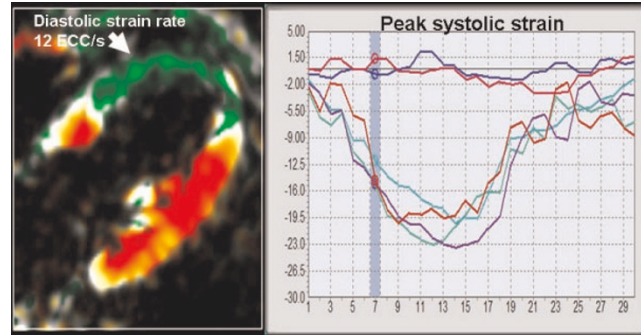 Diastolic strain rate
12 ECC/s
Peak systolic strain
5.00
1.50
-2.00
-5.50
-9.00
-12.5
-16.0
-19.5
-23.0
-26.5
-30.0
1 3 5 7 9 11 13 15 17 19 21 23 25 27 29